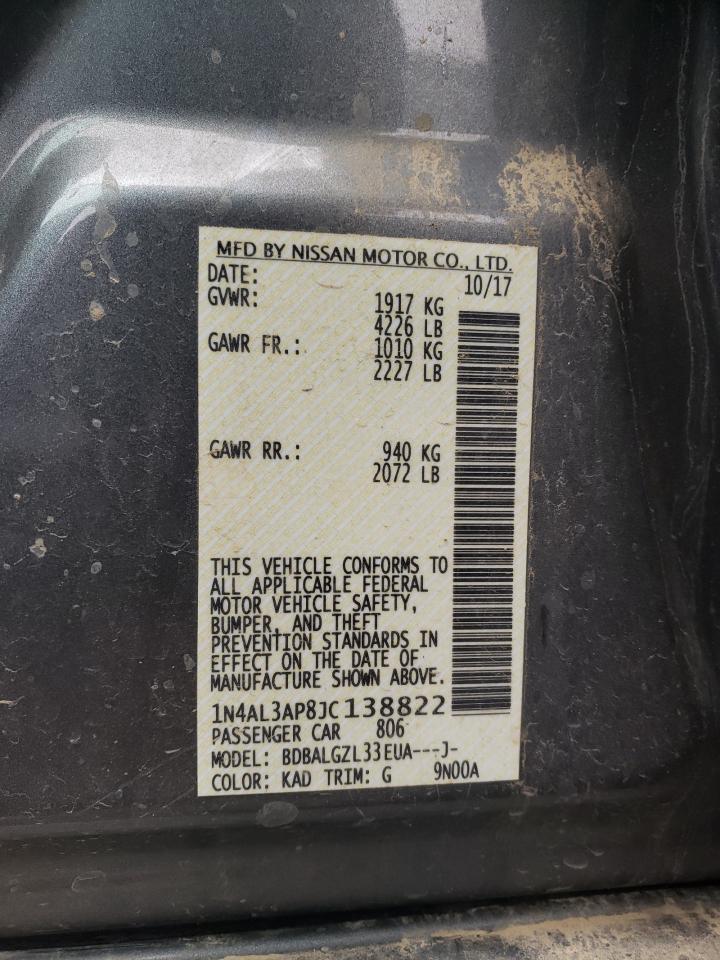 MFD BY NISSAN MOTOR CO., LTD.
DATE: 10/17
GVWR: 1917 KG
4226 LB
GAWR FR.: 1010 KG
2227 LB
GAWR RR.: 940 KG
2072 LB
THIS VEHICLE CONFORMS TO
ALL APPLICABLE FEDERAL
MOTOR VEHICLE SAFETY,
BUMPER, AND THEFT
PREVENTION STANDARDS IN
EFFECT ON THE DATE OF
MANUFACTURE SHOWN ABOVE.
1N4AL3AP8JC138822
PASSENGER CAR 806
MODEL: BDBALGZL33EUA---J-
COLOR: KAD TRIM: G 9N00A